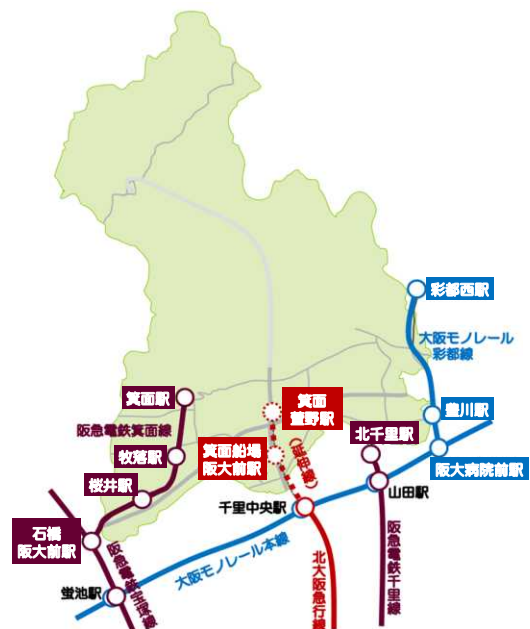 彩都西駅
大阪モノレール
彩都線
箕面駅
箕面
萱野駅
豊川駅
阪急電鉄箕面線
北千里駅
牧落駅
箕面船場
阪大前駅
(延伸線)
阪大病院前駅
桜井駅
山田駅
千里中央駅
石橋
阪大前駅
阪急電鉄宝塚線
大阪モノレール本線
北大阪急行線
阪急電鉄千里線
蛍池駅